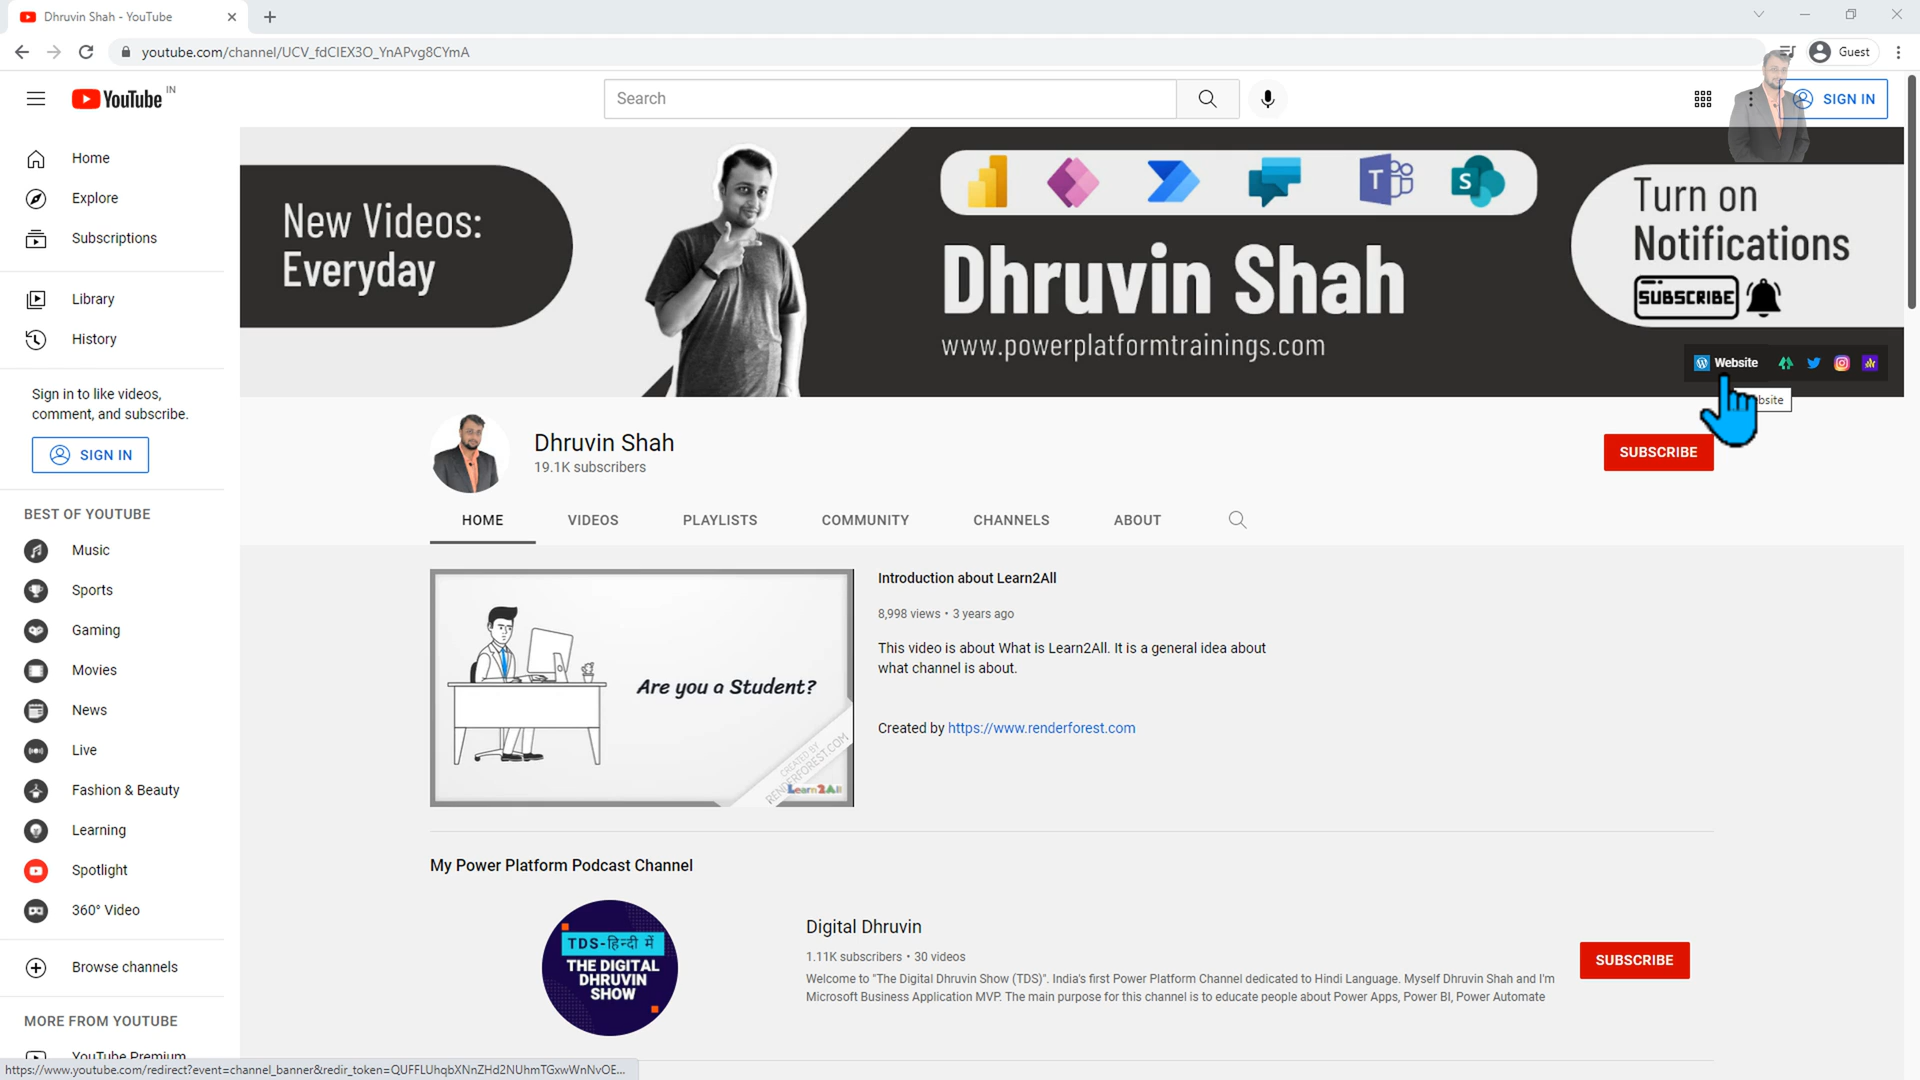 Dhruvin Shah - YouTube
youtube.com/channel/UCV_fdCIEX3O_YnAPvg8CYmA
Guest
YouTube IN
Search
SIGN IN
Home
Explore
Subscriptions
Library
History
Sign in to like videos,
comment, and subscribe.
SIGN IN
BEST OF YOUTUBE
Music
Sports
Gaming
Movies
News
Live
Fashion & Beauty
Learning
Spotlight
360° Video
Browse channels
MORE FROM YOUTUBE
YouTube Premium
New Videos:
Everyday
T
S
Dhruvin Shah
www.powerplatformtrainings.com
Turn on
Notifications
SUBSCRIBE
Website
Dhruvin Shah
19.1K subscribers
SUBSCRIBE
HOME VIDEOS PLAYLISTS COMMUNITY CHANNELS ABOUT
Are you a Student?
CREATED BY
RENDERFOREST.COM
Learn2All
Introduction about Learn2All
8,998 views • 3 years ago
This video is about What is Learn2All. It is a general idea about
what channel is about.
Created by https://www.renderforest.com
My Power Platform Podcast Channel
TDS-हिन्दी में
THE DIGITAL
DHRUVIN
SHOW
Digital Dhruvin
1.11K subscribers • 30 videos
Welcome to "The Digital Dhruvin Show (TDS)". India's first Power Platform Channel dedicated to Hindi Language. Myself Dhruvin Shah and I'm
Microsoft Business Application MVP. The main purpose for this channel is to educate people about Power Apps, Power BI, Power Automate
SUBSCRIBE
https://www.youtube.com/redirect?event=channel_banner&redir_token=QUFFLUhqbXNnZHd2NUhmTGxwWnNvOE...